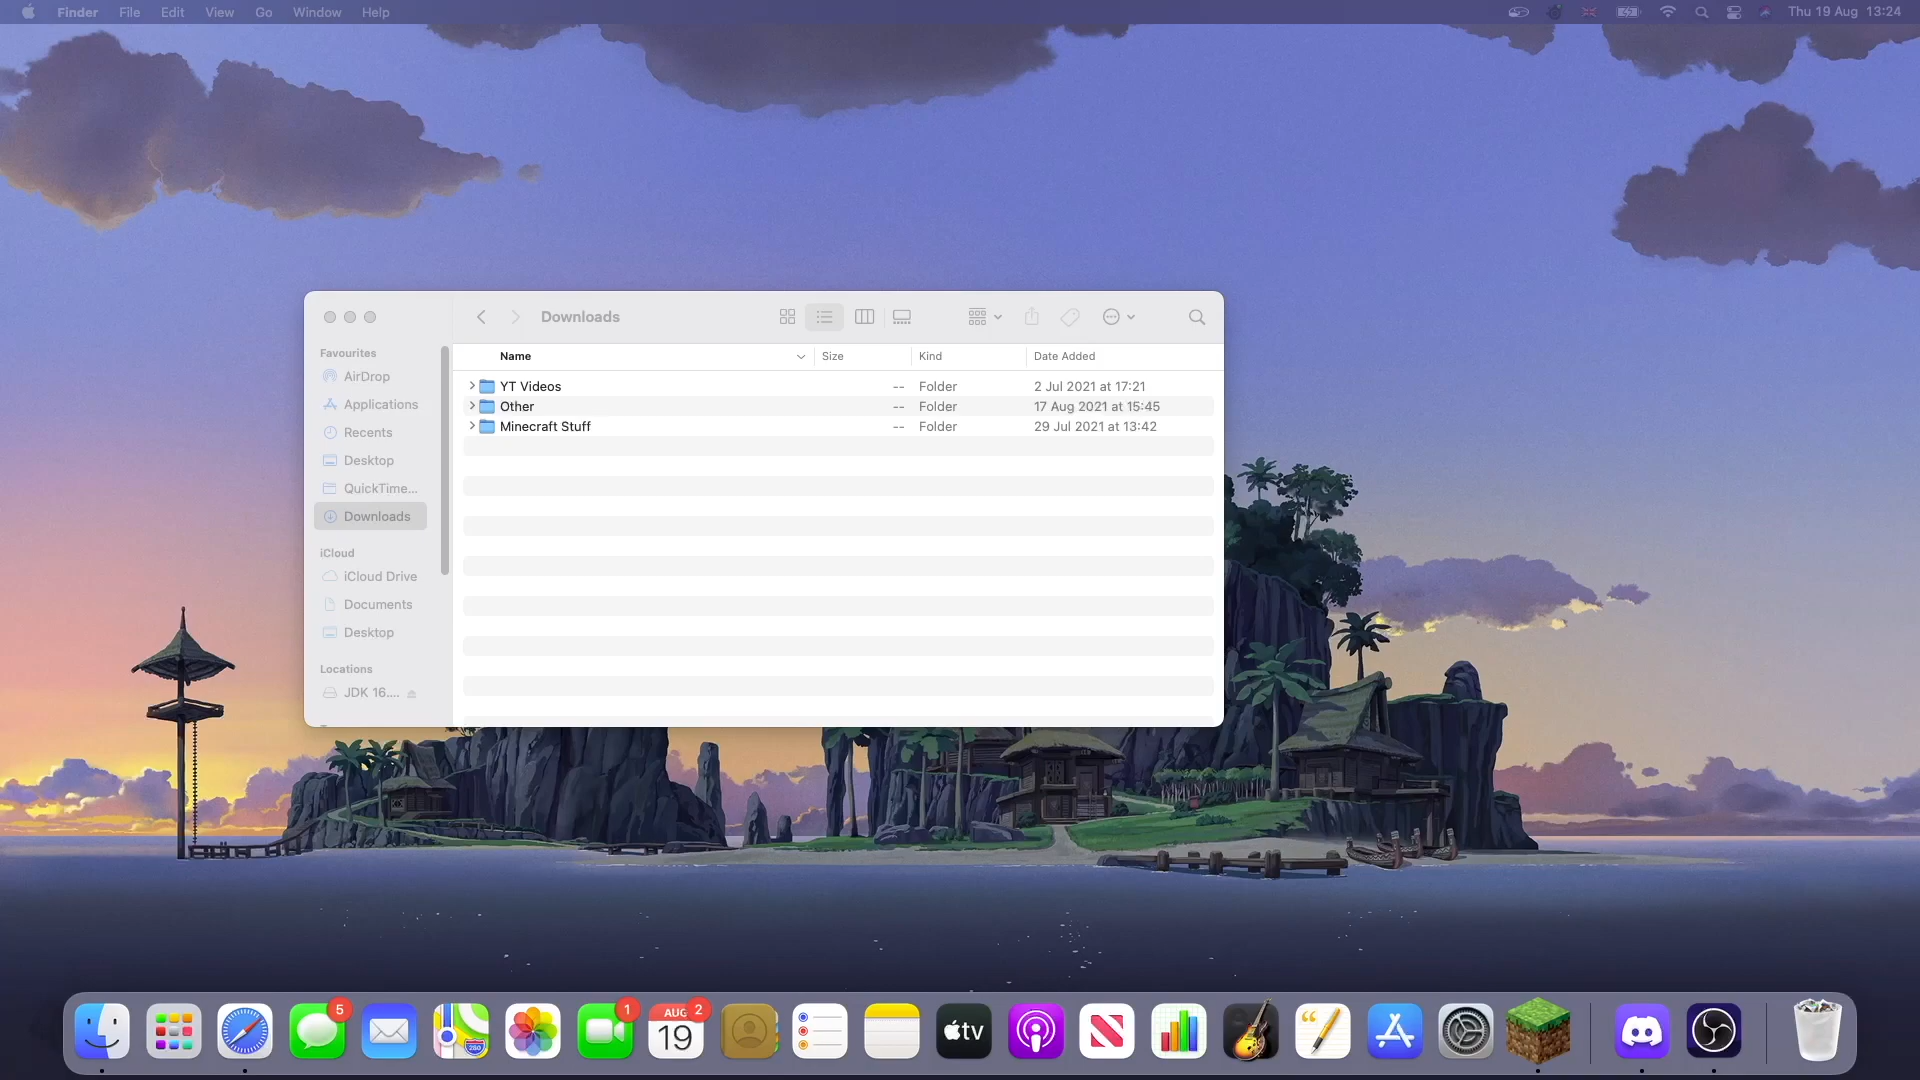 Finder File Edit View Go Window Help Thu 19 Aug 13:24
Downloads
Favourites
Name Size Kind Date Added
AirDrop
YT Videos -- Folder 2 Jul 2021 at 17:21
Applications
Other -- Folder 17 Aug 2021 at 15:45
Recents
Minecraft Stuff -- Folder 29 Jul 2021 at 13:42
Desktop
QuickTime...
Downloads
iCloud
iCloud Drive
Documents
Desktop
Locations
JDK 16....
5
1
AUG 2
19
tv
280